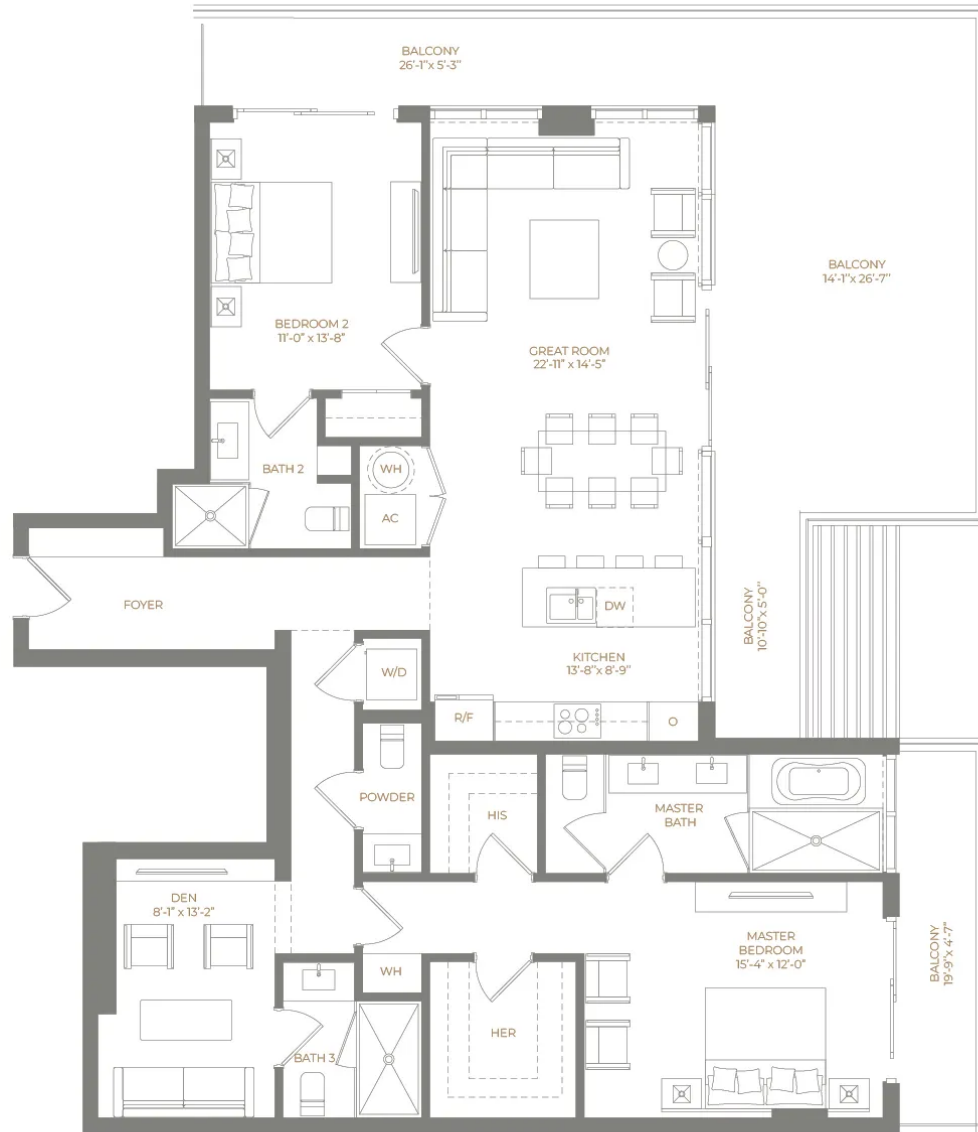 BALCONY
26'-1"x 5'-3"
BALCONY
14'-1"x 26'-7"
BEDROOM 2
11'-0" x 13'-8"
GREAT ROOM
22'-11" x 14'-5"
BATH 2
WH
AC
FOYER
DW
BALCONY
10'-10"x 5'-0"
KITCHEN
13'-8"x 8'-9"
W/D
R/F
POWDER
HIS
MASTER
BATH
DEN
8'-1" x 13'-2"
MASTER
BEDROOM
15'-4" x 12'-0"
BALCONY
19'-9"x 4'-7"
WH
HER
BATH 3